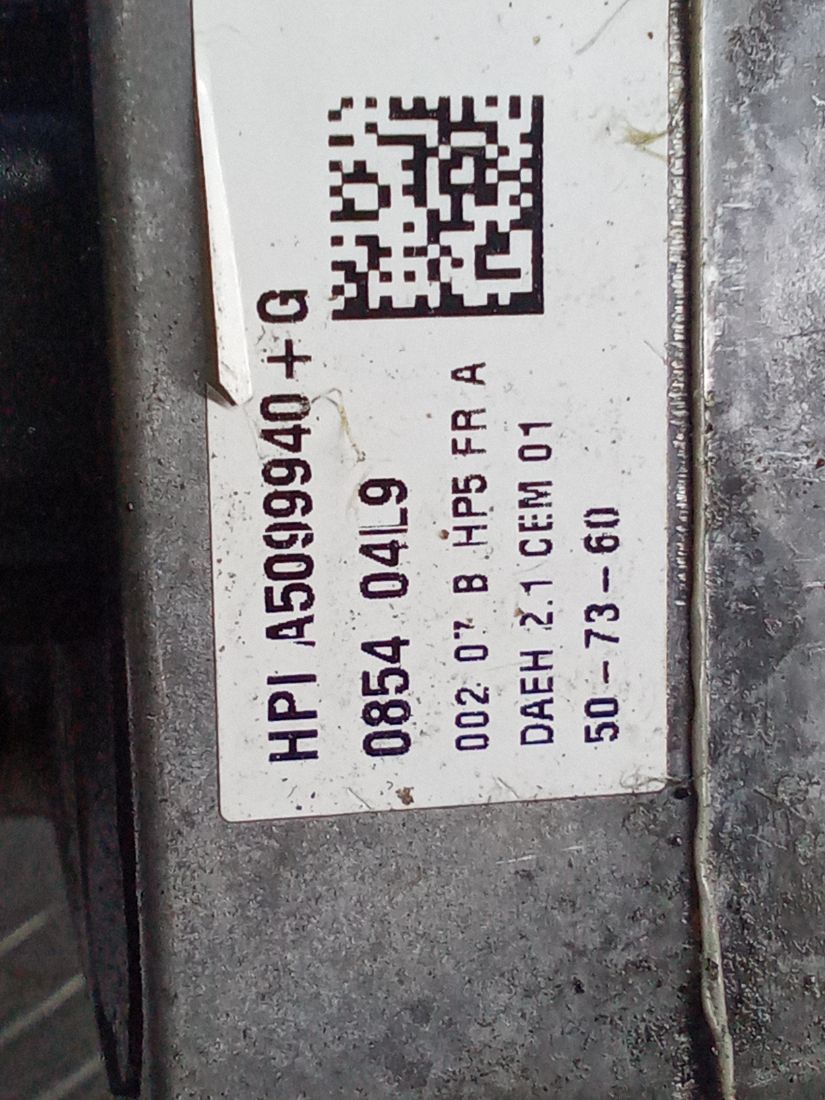 HPI A5099940+G
0854 04L9
002.07 B HP5 FR A
DAEH 2.1 CEM 01
50-73-60